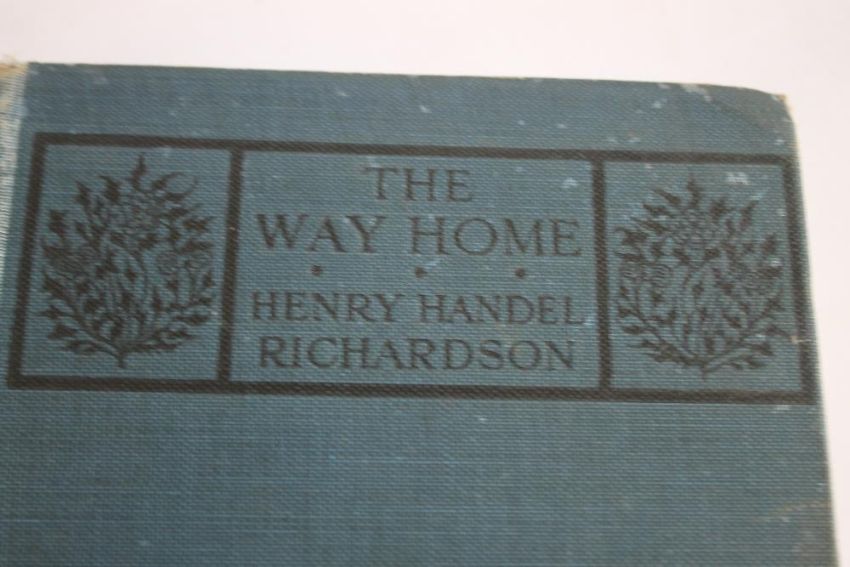 THE
WAY HOME
• • •
HENRY HANDEL
RICHARDSON